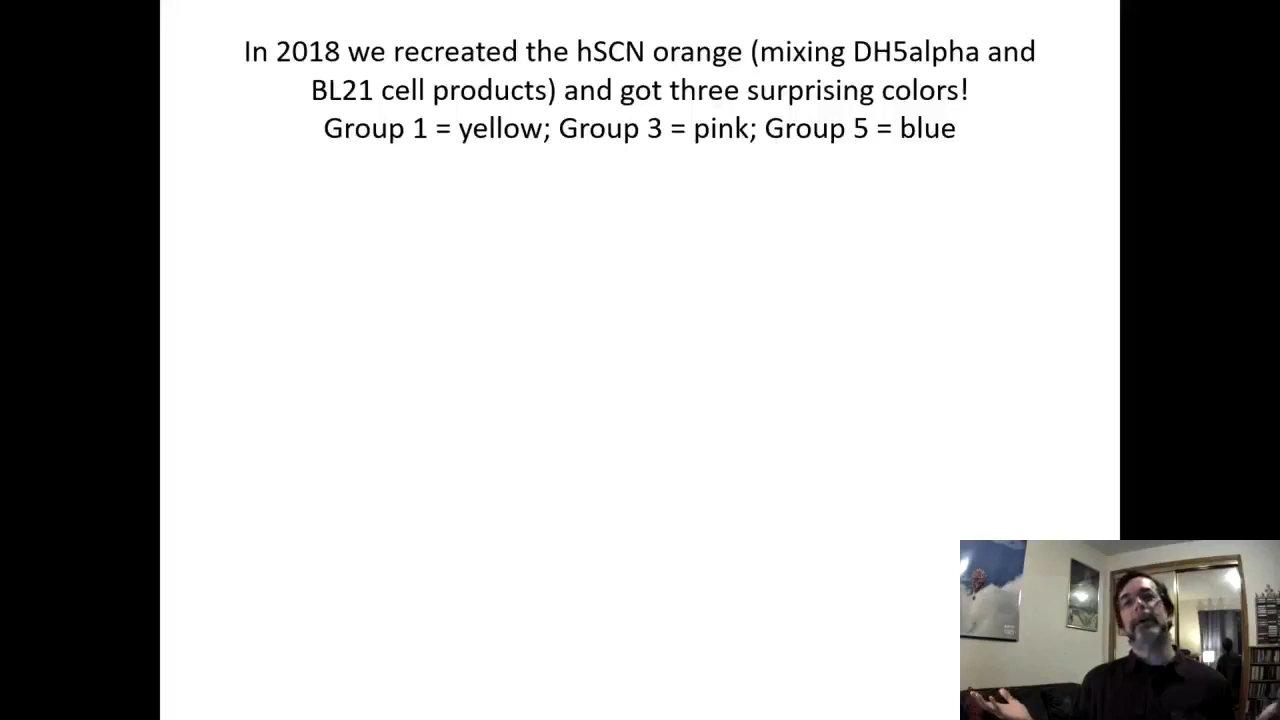 In 2018 we recreated the hSCN orange (mixing DH5alpha and
BL21 cell products) and got three surprising colors!
Group 1 = yellow; Group 3 = pink; Group 5 = blue